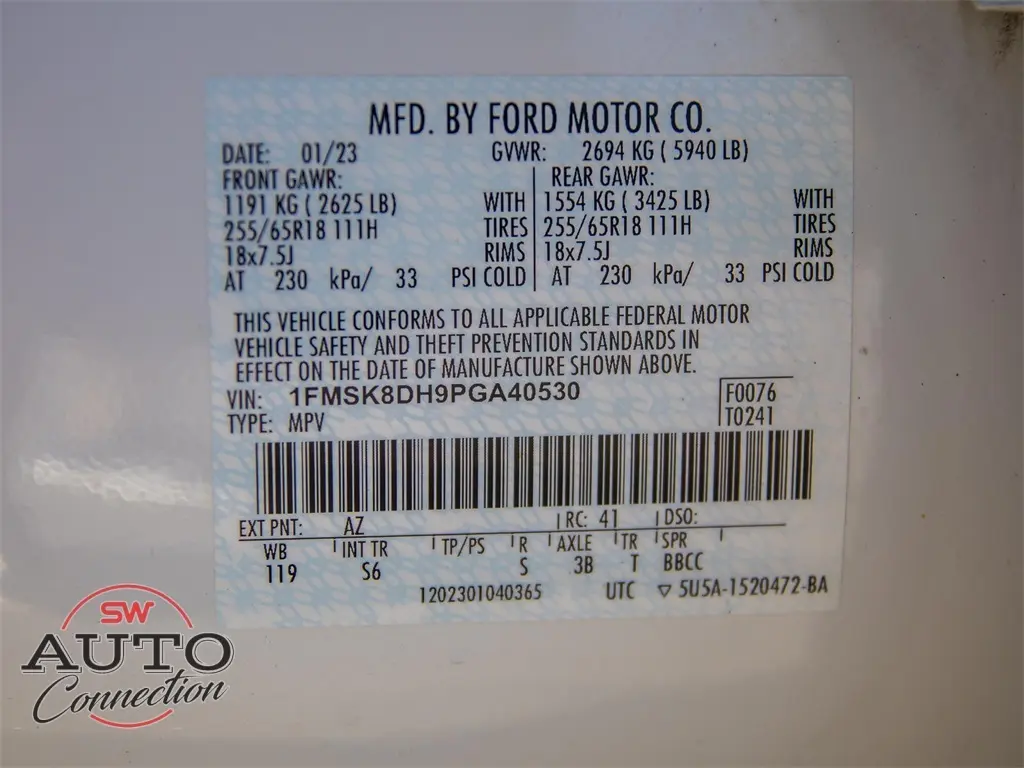 MFD. BY FORD MOTOR CO.
DATE: 01/23 GVWR: 2694 KG ( 5940 LB)
FRONT GAWR: REAR GAWR:
1191 KG ( 2625 LB) WITH 1554 KG ( 3425 LB) WITH
255/65R18 111H TIRES 255/65R18 111H TIRES
18x7.5J RIMS 18x7.5J RIMS
AT 230 kPa/ 33 PSI COLD AT 230 kPa/ 33 PSI COLD
THIS VEHICLE CONFORMS TO ALL APPLICABLE FEDERAL MOTOR
VEHICLE SAFETY AND THEFT PREVENTION STANDARDS IN
EFFECT ON THE DATE OF MANUFACTURE SHOWN ABOVE.
VIN: 1FMSK8DH9PGA40530 F0076
TYPE: MPV T0241
EXT PNT: AZ RC: 41 DSO:
WB INT TR TP/PS R AXLE TR SPR
119 S6 S 3B T BBCC
1202301040365 UTC ▽ 5U5A-1520472-BA
SW
AUTO
Connection